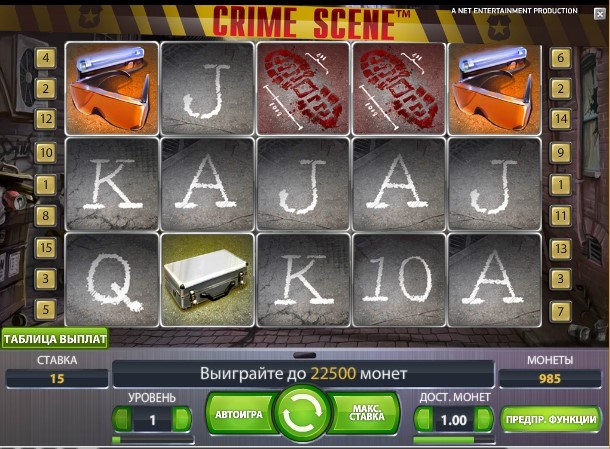 CRIME SCENE™
A NET ENTERTAINMENT PRODUCTION
4 6
2 J 2
12 14
10 9
1 K A J A J 1
8 11
15 13
3 Q K 10 A 3
5 7
ТАБЛИЦА ВЫПЛАТ
СТАВКА МОНЕТЫ
15 Выиграйте до 22500 монет 985
УРОВЕНЬ ДОСТ. МОНЕТ
1 АВТОИГРА МАКС. СТАВКА 1.00 ПРЕДПР. ФУНКЦИИ